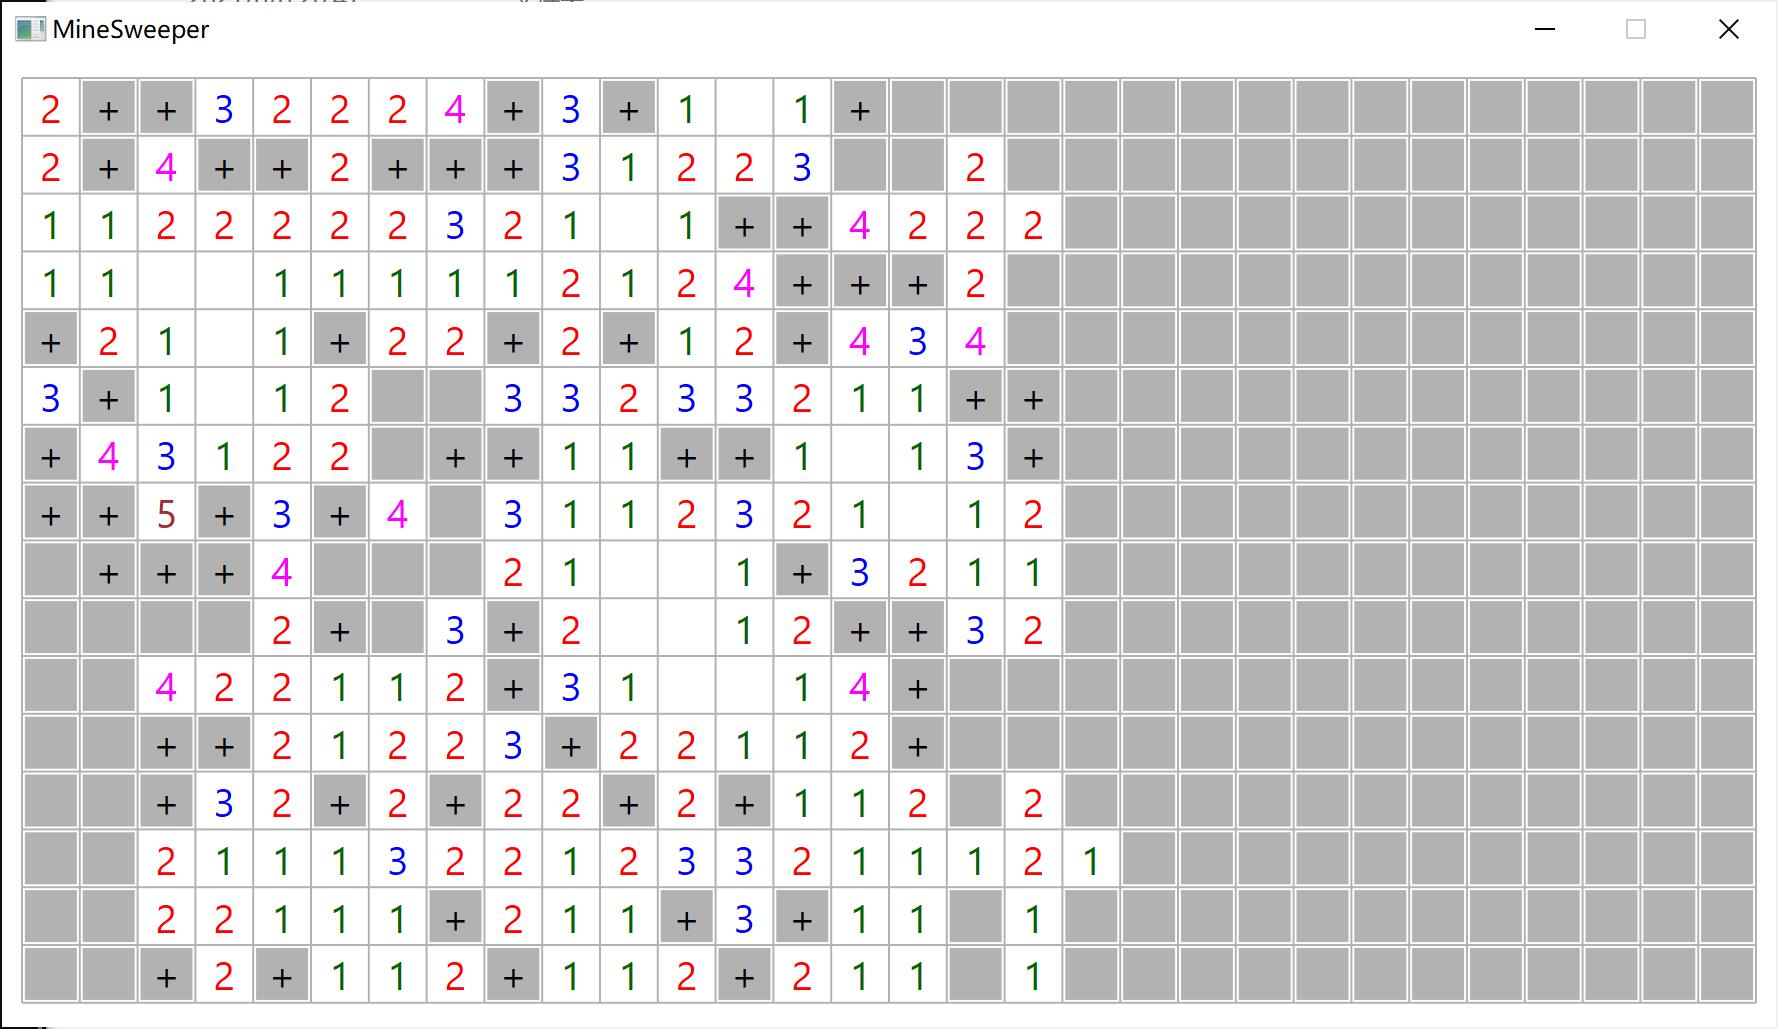 MineSweeper
2 + + 3 2 2 2 4 + 3 + 1 1 +
2 + 4 + + 2 + + + 3 1 2 2 3 2
1 1 2 2 2 2 2 3 2 1 1 + + 4 2 2 2
1 1 1 1 1 1 1 2 1 2 4 + + + 2
+ 2 1 1 + 2 2 + 2 + 1 2 + 4 3 4
3 + 1 1 2 3 3 2 3 3 2 1 1 + +
+ 4 3 1 2 2 + + 1 1 + + 1 1 3 +
+ + 5 + 3 + 4 3 1 1 2 3 2 1 1 2
+ + + 4 2 1 1 + 3 2 1 1
2 + 3 + 2 1 2 + + 3 2
4 2 2 1 1 2 + 3 1 1 4 +
+ + 2 1 2 2 3 + 2 2 1 1 2 +
+ 3 2 + 2 + 2 2 + 2 + 1 1 2 2
2 1 1 1 3 2 2 1 2 3 3 2 1 1 1 2 1
2 2 1 1 1 + 2 1 1 + 3 + 1 1 1
+ 2 + 1 1 2 + 1 1 2 + 2 1 1 1